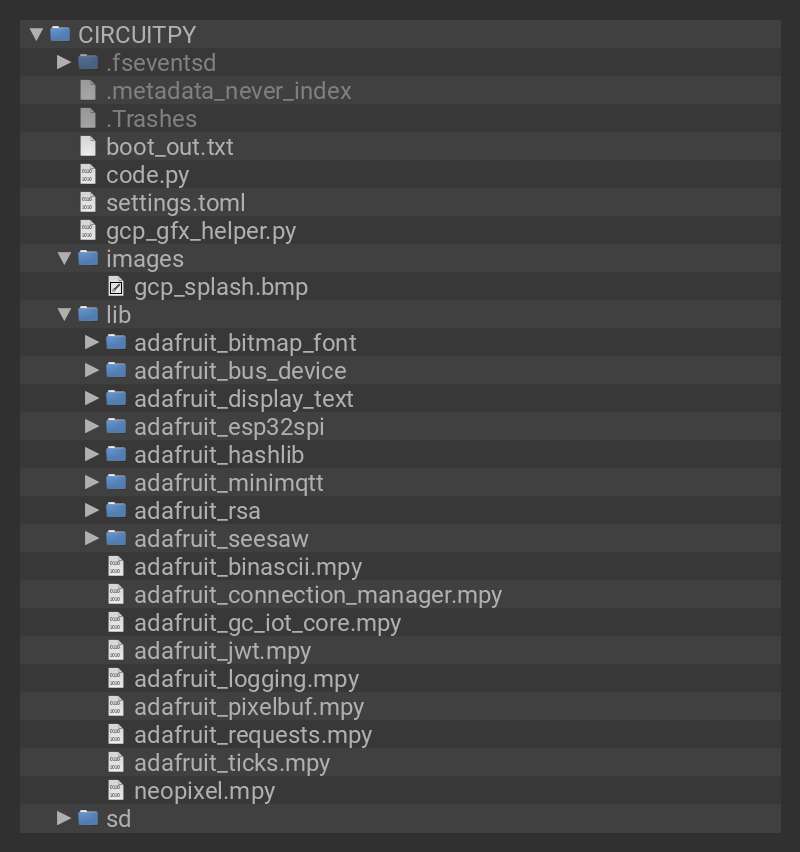 CIRCUITPY
.fseventsd
.metadata_never_index
.Trashes
boot_out.txt
code.py
settings.toml
gcp_gfx_helper.py
images
gcp_splash.bmp
lib
adafruit_bitmap_font
adafruit_bus_device
adafruit_display_text
adafruit_esp32spi
adafruit_hashlib
adafruit_minimqtt
adafruit_rsa
adafruit_seesaw
adafruit_binascii.mpy
adafruit_connection_manager.mpy
adafruit_gc_iot_core.mpy
adafruit_jwt.mpy
adafruit_logging.mpy
adafruit_pixelbuf.mpy
adafruit_requests.mpy
adafruit_ticks.mpy
neopixel.mpy
sd